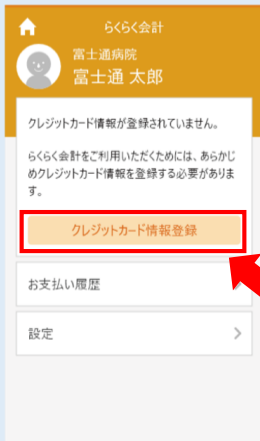 らくらく会計
富士通病院
富士通 太郎
クレジットカード情報が登録されていません。
らくらく会計をご利用いただくためには、あらかじ
めクレジットカード情報を登録する必要がありま
す。
クレジットカード情報登録
お支払い履歴
設定